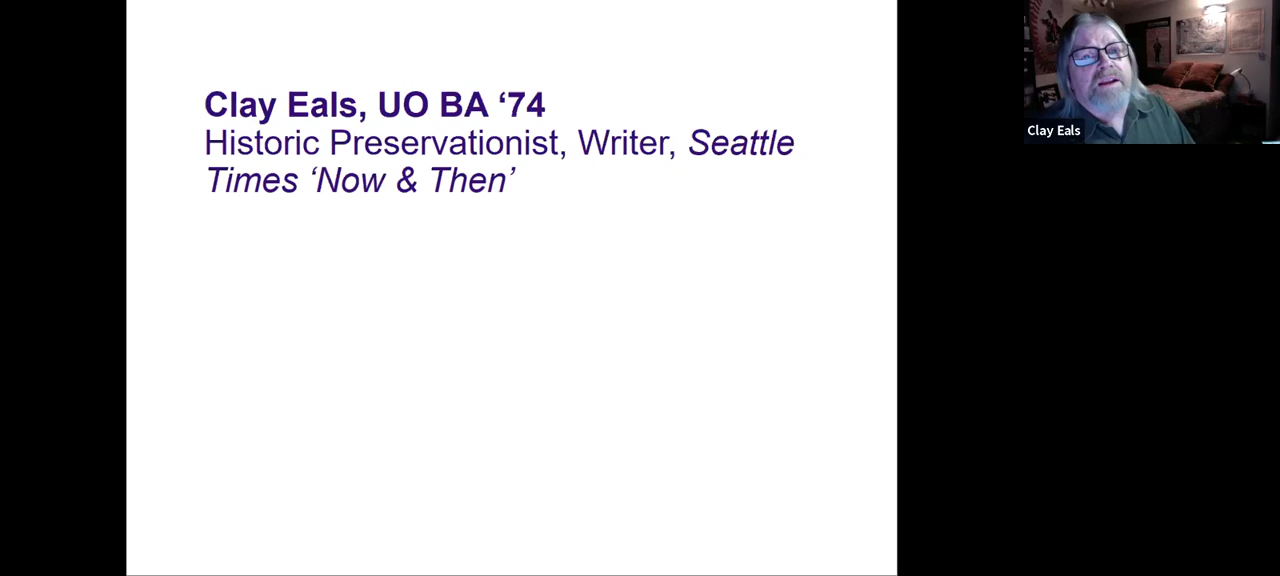 Clay Eals, UO BA ‘74
Historic Preservationist, Writer, Seattle
Times ‘Now & Then’
Clay Eals